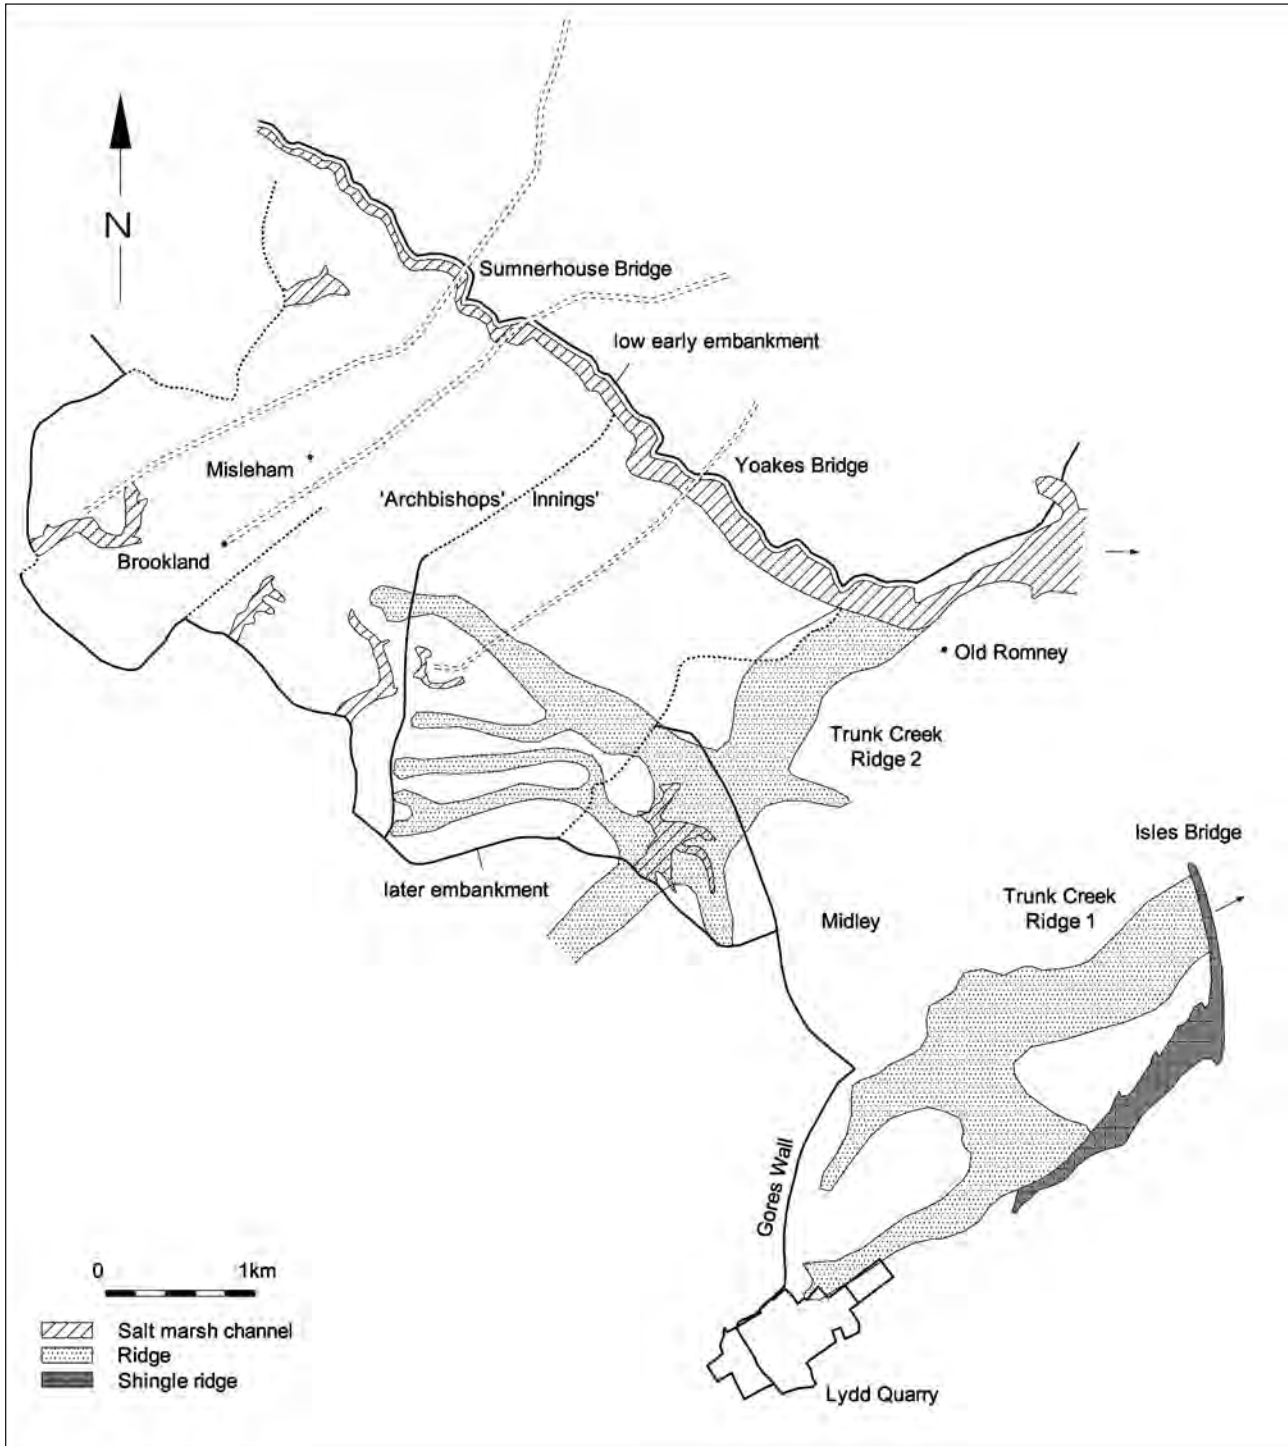 N
Sumnerhouse Bridge
low early embankment
Misleham
'Archbishops' Innings'
Yoakes Bridge
Brookland
Old Romney
Trunk Creek
Ridge 2
Isles Bridge
later embankment
Trunk Creek
Ridge 1
Midley
Gores Wall
0 1km
Salt marsh channel
Ridge
Shingle ridge
Lydd Quarry